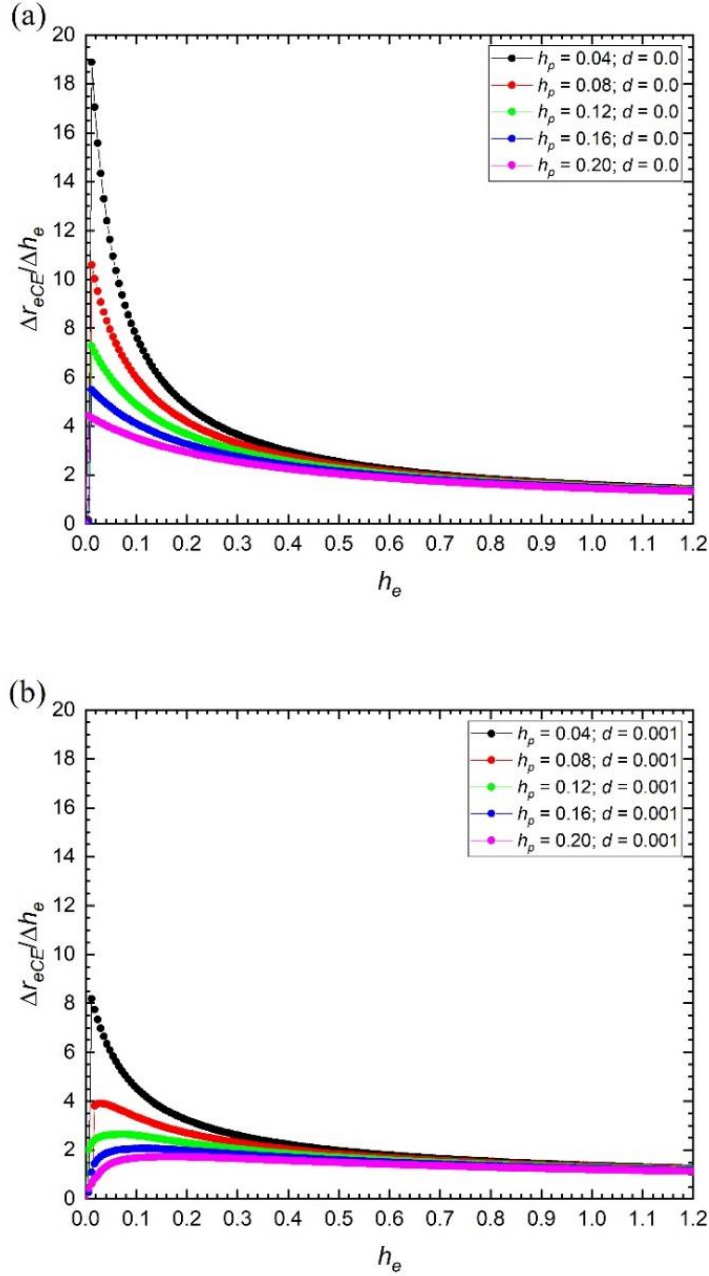 (a)
20
18
16
14
12
10
8
6
4
2
0
Δr_eCE/Δh_e
h_p = 0.04; d = 0.0
h_p = 0.08; d = 0.0
h_p = 0.12; d = 0.0
h_p = 0.16; d = 0.0
h_p = 0.20; d = 0.0
0.0 0.1 0.2 0.3 0.4 0.5 0.6 0.7 0.8 0.9 1.0 1.1 1.2
h_e
(b)
20
18
16
14
12
10
8
6
4
2
0
Δr_eCE/Δh_e
h_p = 0.04; d = 0.001
h_p = 0.08; d = 0.001
h_p = 0.12; d = 0.001
h_p = 0.16; d = 0.001
h_p = 0.20; d = 0.001
0.0 0.1 0.2 0.3 0.4 0.5 0.6 0.7 0.8 0.9 1.0 1.1 1.2
h_e